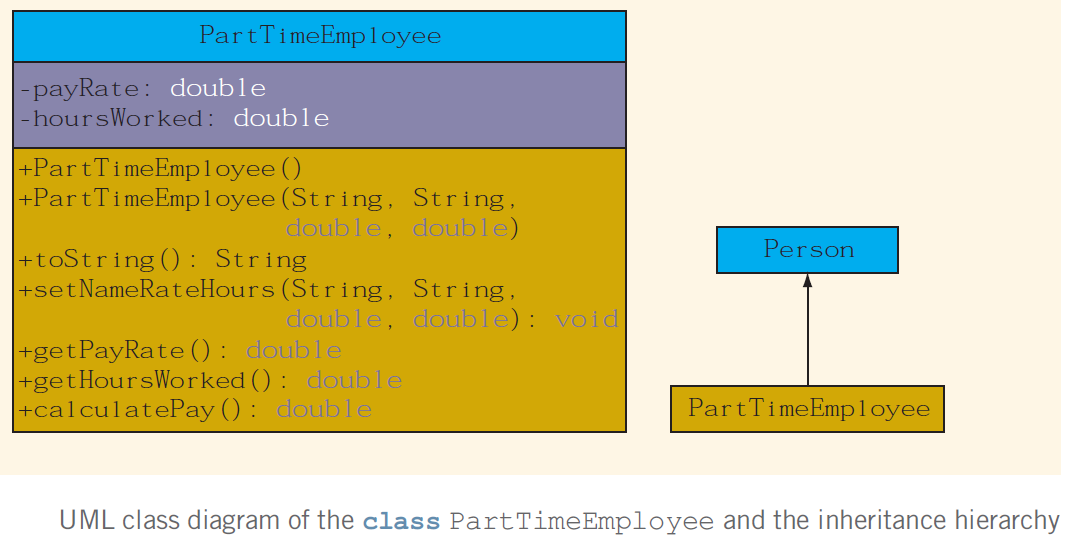 PartTimeEmployee
-payRate: double
-hoursWorked: double
+PartTimeEmployee()
+PartTimeEmployee(String, String,
double, double)
+toString(): String
+setNameRateHours(String, String,
double, double): void
+getPayRate(): double
+getHoursWorked(): double
+calculatePay(): double
Person
PartTimeEmployee
UML class diagram of the class PartTimeEmployee and the inheritance hierarchy